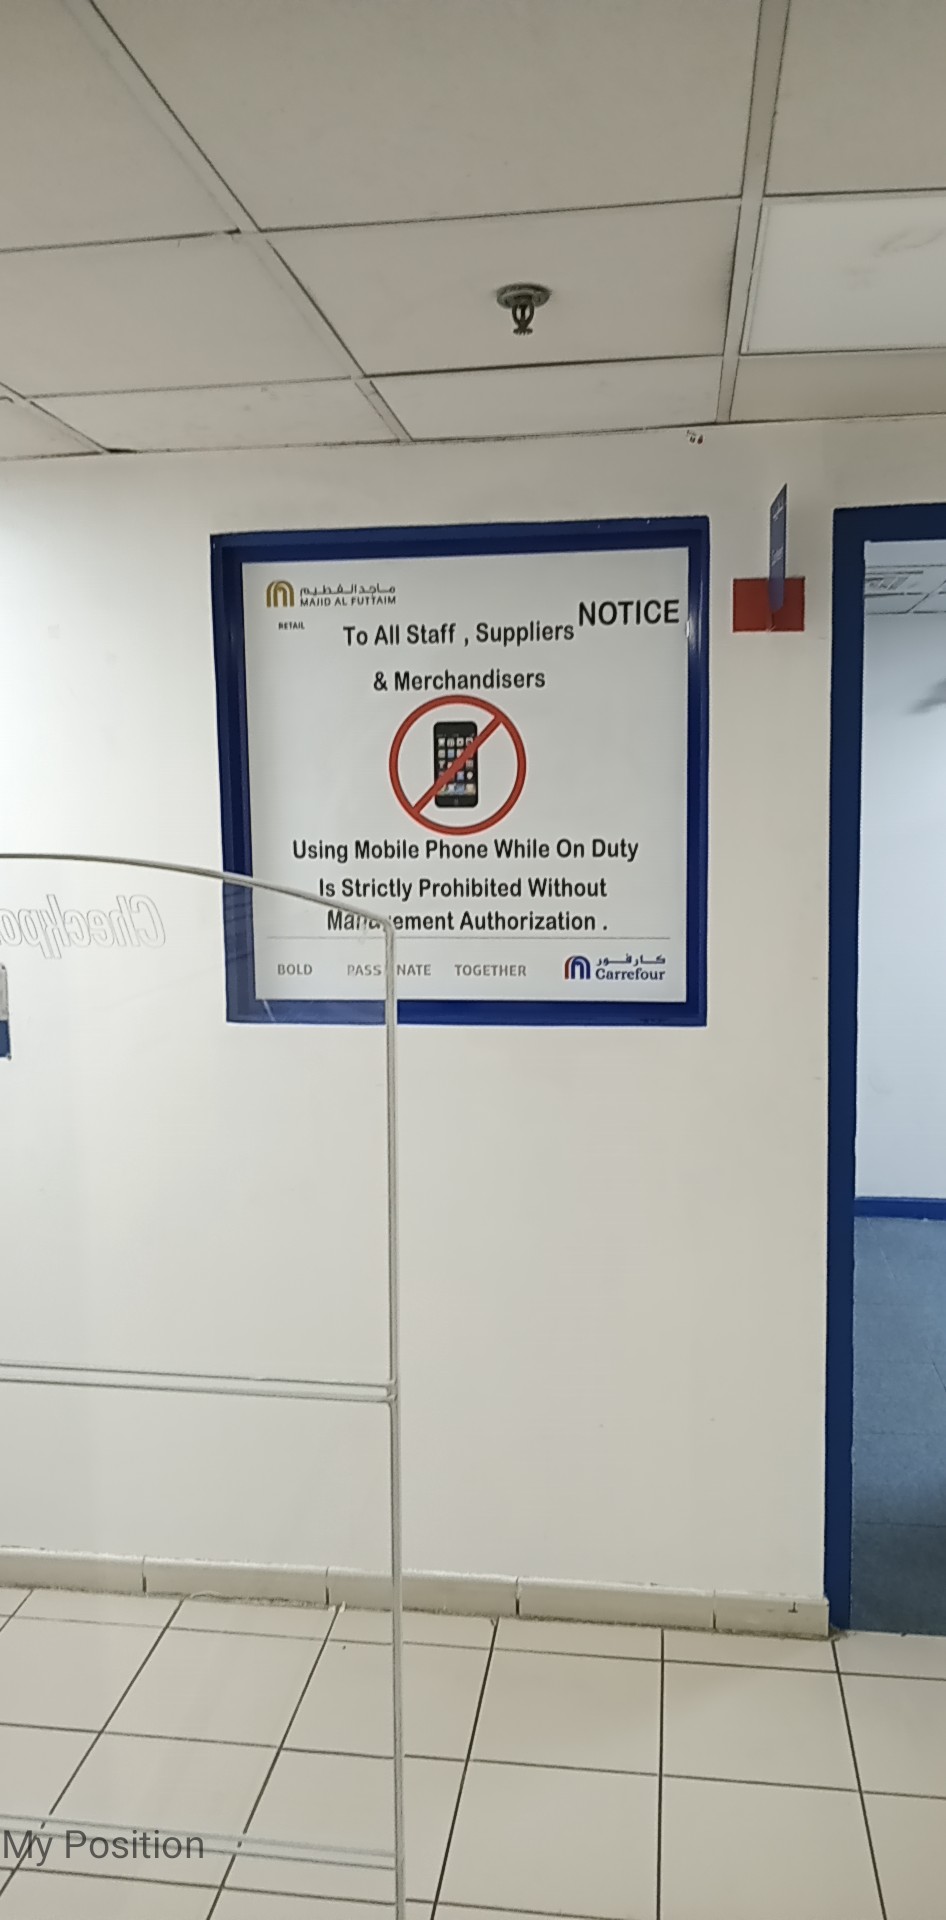 ماجد الفطيم
MAJID AL FUTTAIM
RETAIL
NOTICE
To All Staff , Suppliers
& Merchandisers
Using Mobile Phone While On Duty
Is Strictly Prohibited Without
Management Authorization .
BOLD PASSIONATE TOGETHER
كارفور
Carrefour
My Position